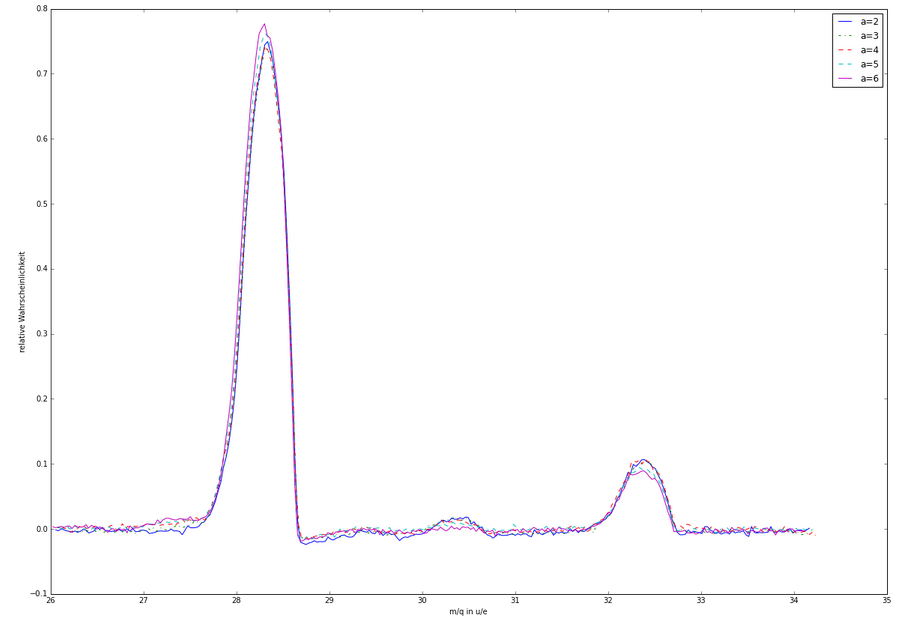 0.8
0.7
0.6
0.5
0.4
0.3
0.2
0.1
0.0
−0.1
relative Wahrscheinlichkeit
a=2
a=3
a=4
a=5
a=6
26 27 28 29 30 31 32 33 34 35
m/q in u/e